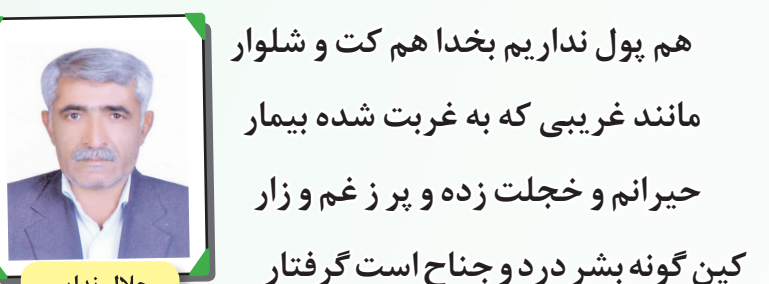 هم پول نداریم بخدا هم کت و شلوار
مانند غریبی که به غربت شده بیمار
حیرانم و خجلت زده و پر ز غم و زار
کین گونه بشر درد و جناح است گرفتار